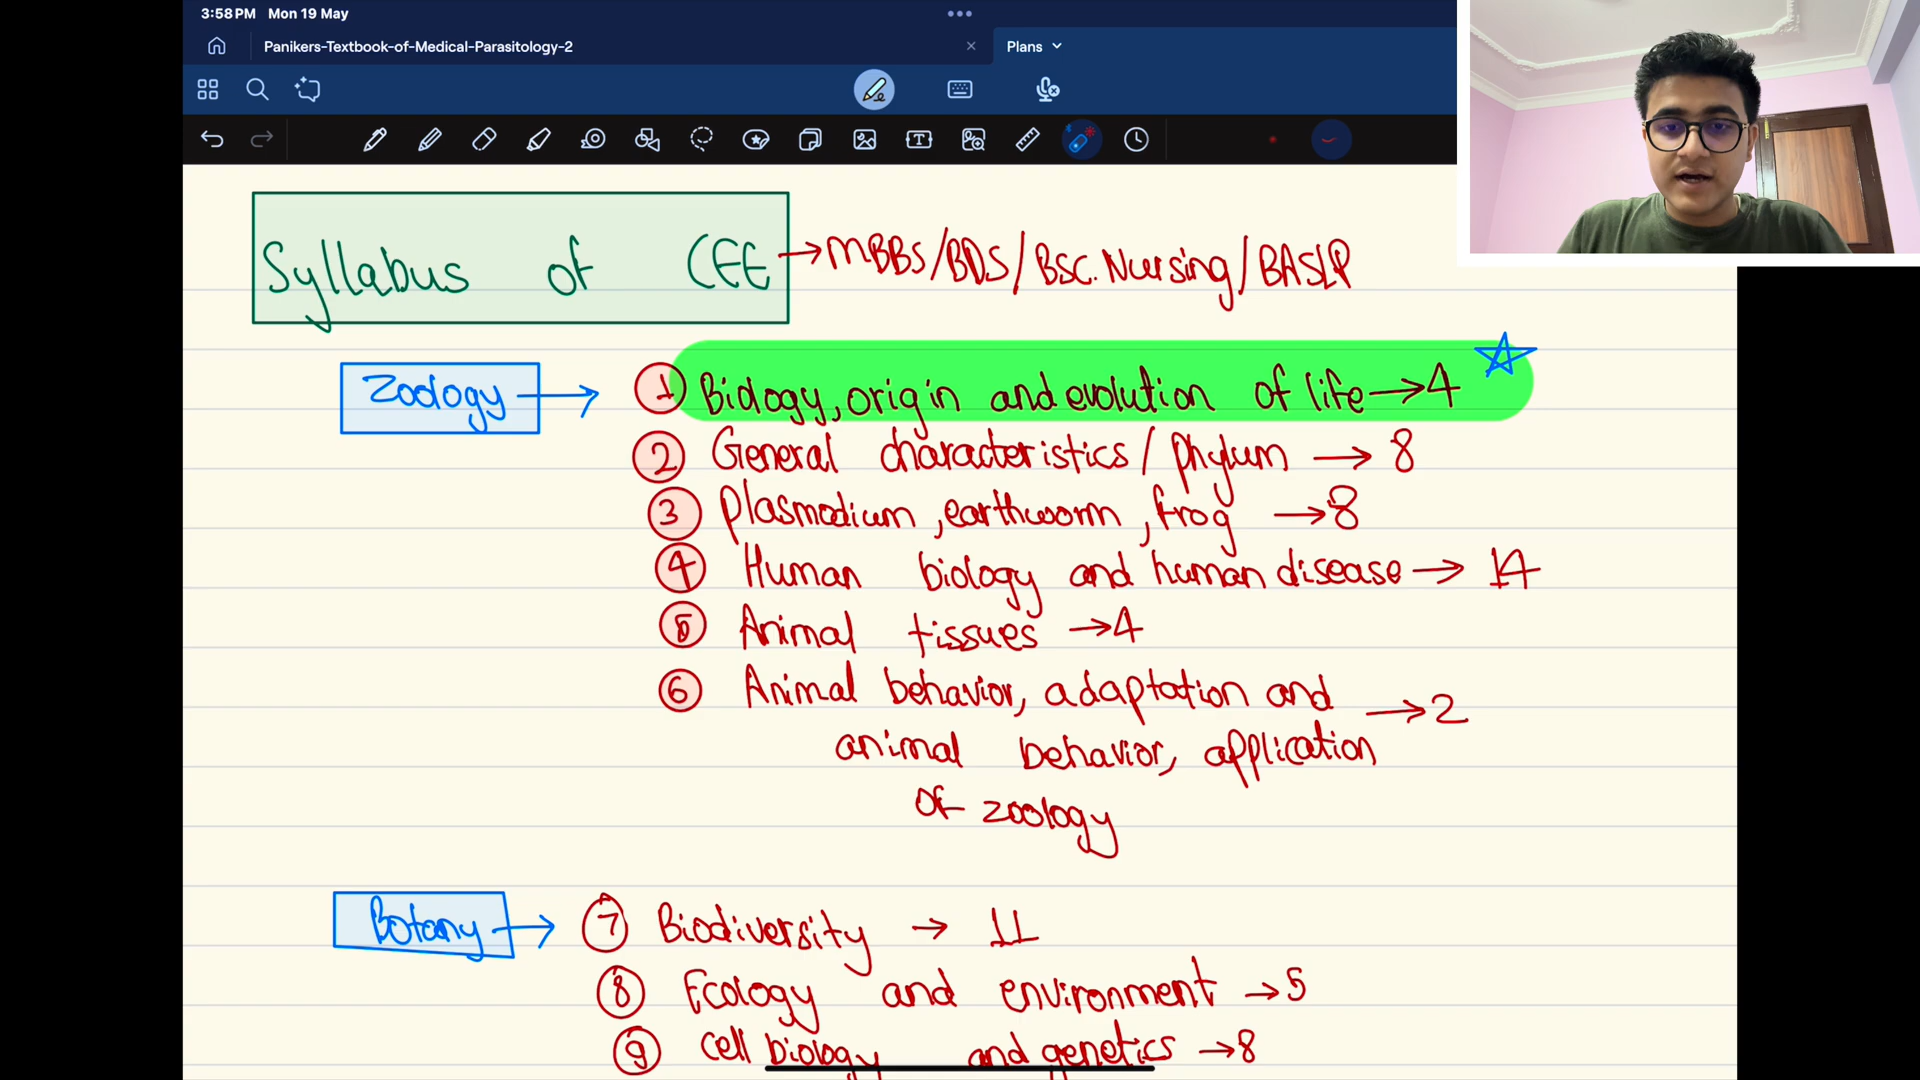 3:58 PM Mon 19 May
Panikers-Textbook-of-Medical-Parasitology-2
Plans
Syllabus of CEE → MBBS/BDS/BSC.Nursing/BASLP
Zoology → 1 Biology, origin and evolution of life → 4
2 General characteristics / phylum → 8
3 Plasmodium, earthworm, frog → 8
4 Human biology and human disease → 14
5 Animal tissues → 4
6 Animal behavior, adaptation and → 2
animal behavior, application
of zoology
Botany → 7 Biodiversity → 11
8 Ecology and environment → 5
9 Cell biology and genetics → 8